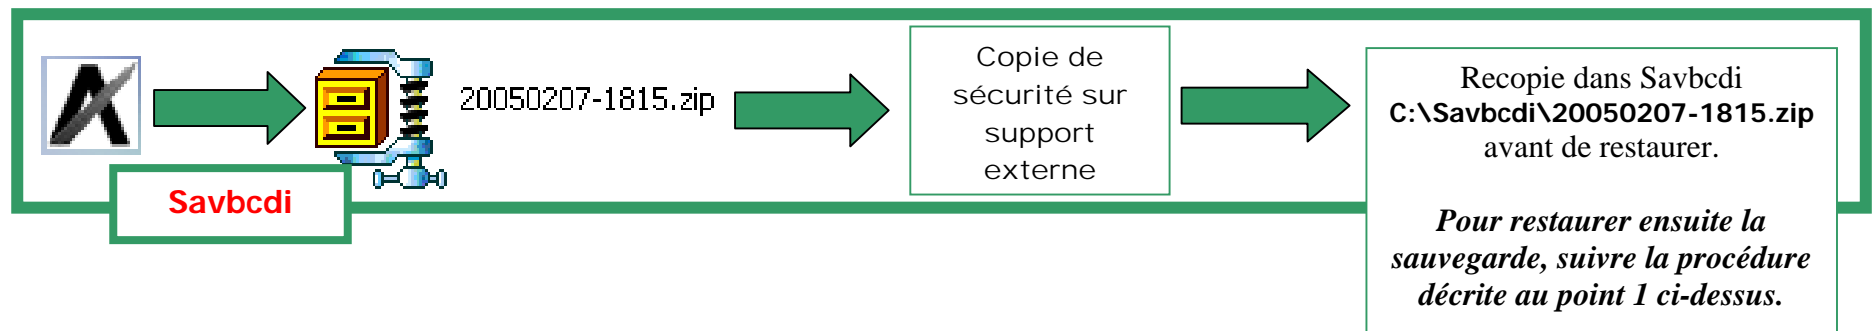 20050207-1815.zip
Savbcdi
Copie de
sécurité sur
support
externe
Recopie dans Savbcdi
C:\Savbcdi\20050207-1815.zip
avant de restaurer.
Pour restaurer ensuite la
sauvegarde, suivre la procédure
décrite au point 1 ci-dessus.